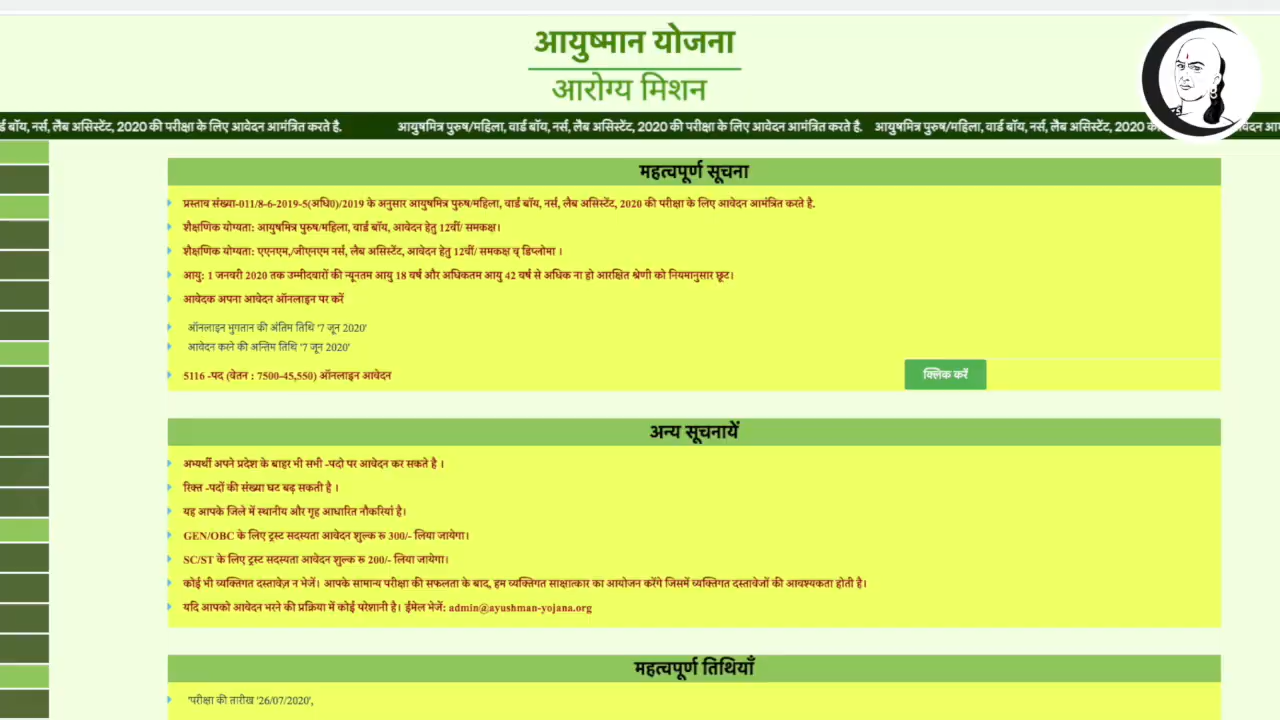 आयुष्मान योजना
आरोग्य मिशन
र्ड बॉय, नर्स, लैब असिस्टेंट, 2020 की परीक्षा के लिए आवेदन आमंत्रित करते है. आयुषमित्र पुरुष/महिला, वार्ड बॉय, नर्स, लैब असिस्टेंट, 2020 की परीक्षा के लिए आवेदन आमंत्रित करते है. आयुषमित्र पुरुष/महिला, वार्ड बॉय, नर्स, लैब असिस्टेंट, 2020
महत्वपूर्ण सूचना
प्रस्ताव संख्या-011/8-6-2019-5(अधि0)/2019 के अनुसार आयुषमित्र पुरुष/महिला, वार्ड बॉय, नर्स, लैब असिस्टेंट, 2020 की परीक्षा के लिए आवेदन आमंत्रित करते है.
शैक्षणिक योग्यता: आयुषमित्र पुरुष/महिला, वार्ड बॉय, आवेदन हेतु 12वीं/ समकक्ष।
शैक्षणिक योग्यता: एएनएम,/जीएनएम नर्स, लैब असिस्टेंट, आवेदन हेतु 12वीं/ समकक्ष व् डिप्लोमा ।
आयु: 1 जनवरी 2020 तक उम्मीदवारों की न्यूनतम आयु 18 वर्ष और अधिकतम आयु 42 वर्ष से अधिक ना हो आरक्षित श्रेणी को नियमानुसार छूट।
आवेदक अपना आवेदन ऑनलाइन पर करें
ऑनलाइन भुगतान की अंतिम तिथि '7 जून 2020'
आवेदन करने की अन्तिम तिथि '7 जून 2020'
5116 -पद (वेतन : 7500-45,550) ऑनलाइन आवेदन
क्लिक करें
अन्य सूचनायें
अभ्यर्थी अपने प्रदेश के बाहर भी सभी -पदो पर आवेदन कर सकते है ।
रिक्त -पदों की संख्या घट बढ़ सकती है ।
यह आपके जिले में स्थानीय और गृह आधारित नौकरियां है।
GEN/OBC के लिए ट्रस्ट सदस्यता आवेदन शुल्क रु 300/- लिया जायेगा।
SC/ST के लिए ट्रस्ट सदस्यता आवेदन शुल्क रु 200/- लिया जायेगा।
कोई भी व्यक्तिगत दस्तावेज़ न भेजें। आपके सामान्य परीक्षा की सफलता के बाद, हम व्यक्तिगत साक्षात्कार का आयोजन करेंगे जिसमें व्यक्तिगत दस्तावेजों की आवश्यकता होती है।
यदि आपको आवेदन भरने की प्रक्रिया में कोई परेशानी है। ईमेल भेजें: admin@ayushman-yojana.org
महत्वपूर्ण तिथियाँ
'परीक्षा की तारीख '26/07/2020',